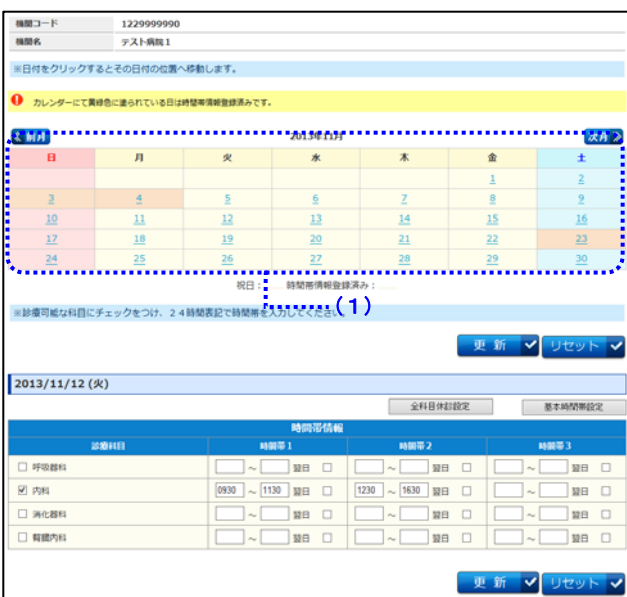 機関コード 1229999990
機関名 テスト病院1
※日付をクリックするとその日付の位置へ移動します。
カレンダーにて黄緑色に塗られている日は時間帯情報登録済みです。
前月 2013年11月 次月
日 月 火 水 木 金 土
1 2
3 4 5 6 7 8 9
10 11 12 13 14 15 16
17 18 19 20 21 22 23
24 25 26 27 28 29 30
祝日： 時間帯情報登録済み：
(1)
※診療可能な科目にチェックをつけ、24時間表記で時間帯を入力してください。
更新 リセット
2013/11/12 (火)
全科目休診設定 基本時間帯設定
時間帯情報
診療科目 時間帯1 時間帯2 時間帯3
呼吸器科 ～ 翌日 ～ 翌日 ～ 翌日
内科 0930 ～ 1130 翌日 1230 ～ 1630 翌日 ～ 翌日
消化器科 ～ 翌日 ～ 翌日 ～ 翌日
腎臓内科 ～ 翌日 ～ 翌日 ～ 翌日
更新 リセット